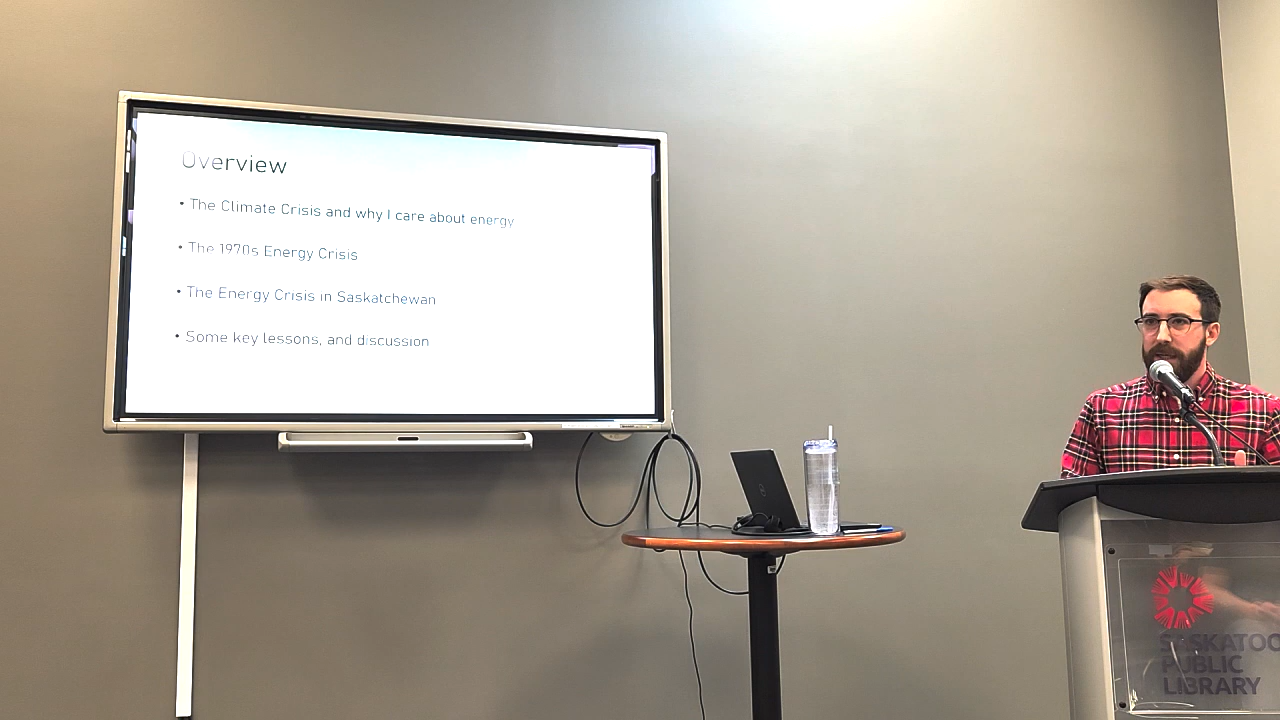 Overview
• The Climate Crisis and why I care about energy
• The 1970s Energy Crisis
• The Energy Crisis in Saskatchewan
• Some key lessons, and discussion
SASKATOO
PUBLIC
LIBRARY